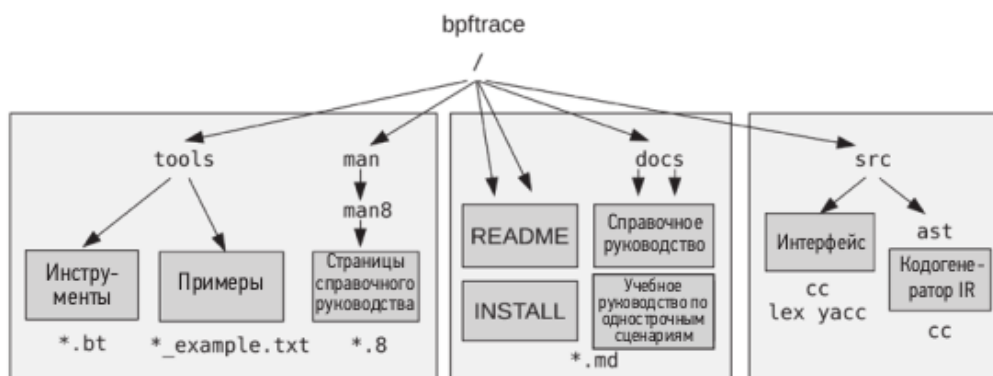 bpftrace
/
tools
man
man8
Инстру-
менты
Примеры
Страницы
справочного
руководства
*.bt
*_example.txt
*.8
docs
README
Справочное
руководство
INSTALL
Учебное
руководство по
однострочным
сценариям
*.md
src
Интерфейс
ast
cc
lex yacc
Кодогене-
ратор IR
cc